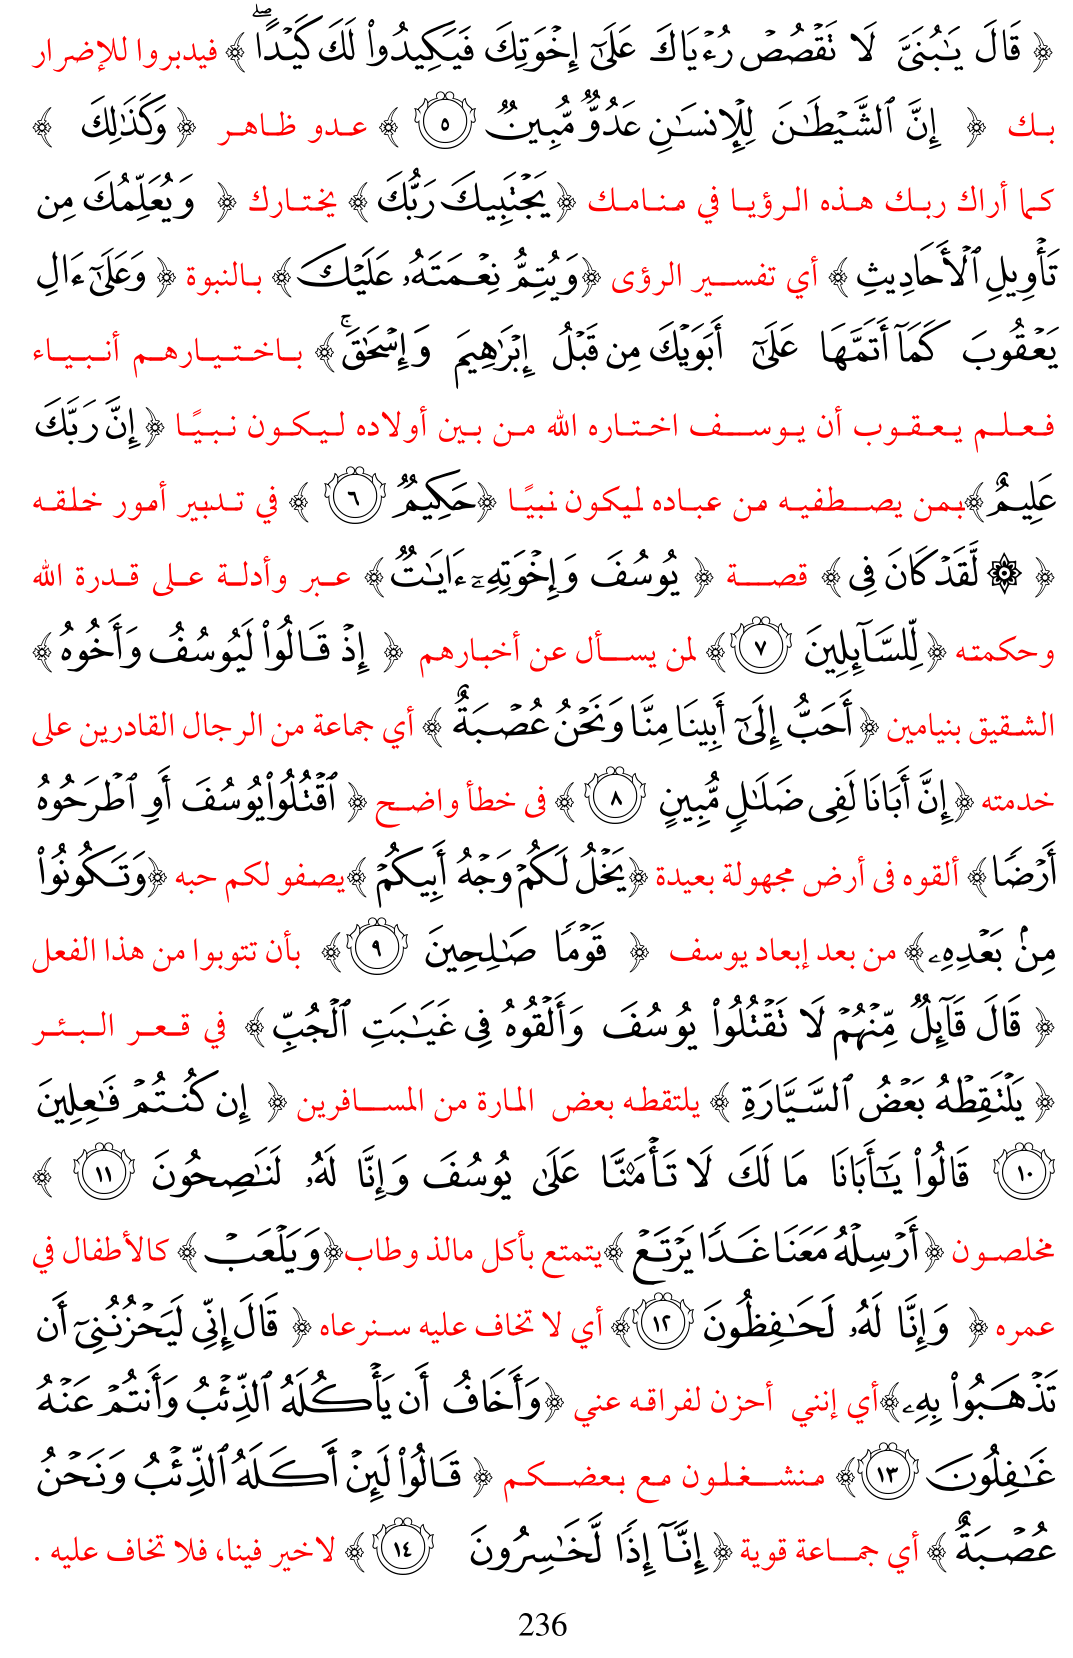 ﴿ قَالَ يَٰبُنَىَّ لَا تَقۡصُصۡ رُءۡيَاكَ عَلَىٰٓ إِخۡوَتِكَ فَيَكِيدُواْ لَكَ كَيۡدًاۖ ﴾ فيدبروا للإضرار
بك ﴿ إِنَّ ٱلشَّيۡطَٰنَ لِلۡإِنسَٰنِ عَدُوّٞ مُّبِينٞ ٥ ﴾ عدو ظاهر ﴿ وَكَذَٰلِكَ ﴾
كما أراك ربك هذه الرؤيا في منامك ﴿ يَجۡتَبِيكَ رَبُّكَ ﴾ يختارك ﴿ وَيُعَلِّمُكَ مِن
تَأۡوِيلِ ٱلۡأَحَادِيثِ ﴾ أي تفسير الرؤى ﴿ وَيُتِمُّ نِعۡمَتَهُۥ عَلَيۡكَ ﴾ بالنبوة ﴿ وَعَلَىٰٓ ءَالِ
يَعۡقُوبَ كَمَآ أَتَمَّهَا عَلَىٰٓ أَبَوَيۡكَ مِن قَبۡلُ إِبۡرَٰهِيمَ وَإِسۡحَٰقَۚ ﴾ باختيارهم أنبياء
فعلم يعقوب أن يوسف اختاره الله من بين أولاده ليكون نبيًا ﴿ إِنَّ رَبَّكَ
عَلِيمٌ ﴾ بمن يصطفيه من عباده ليكون نبيًا ﴿ حَكِيمٞ ٦ ﴾ في تدبير أمور خلقه
﴿ ۞ لَّقَدۡ كَانَ فِى ﴾ قصة ﴿ يُوسُفَ وَإِخۡوَتِهِۦٓ ءَايَٰتٞ ﴾ عبر وأدلة على قدرة الله
وحكمته ﴿ لِّلسَّآئِلِينَ ٧ ﴾ لمن يسأل عن أخبارهم ﴿ إِذۡ قَالُواْ لَيُوسُفُ وَأَخُوهُ ﴾
الشقيق بنيامين ﴿ أَحَبُّ إِلَىٰٓ أَبِينَا مِنَّا وَنَحۡنُ عُصۡبَةٌ ﴾ أي جماعة من الرجال القادرين على
خدمته ﴿ إِنَّ أَبَانَا لَفِى ضَلَٰلٖ مُّبِينٍ ٨ ﴾ فى خطأ واضح ﴿ ٱقۡتُلُواْ يُوسُفَ أَوِ ٱطۡرَحُوهُ
أَرۡضٗا ﴾ ألقوه فى أرض مجهولة بعيدة ﴿ يَخۡلُ لَكُمۡ وَجۡهُ أَبِيكُمۡ ﴾ يصفو لكم حبه ﴿ وَتَكُونُواْ
مِنۢ بَعۡدِهِۦ ﴾ من بعد إبعاد يوسف ﴿ قَوۡمٗا صَٰلِحِينَ ٩ ﴾ بأن تتوبوا من هذا الفعل
﴿ قَالَ قَآئِلٞ مِّنۡهُمۡ لَا تَقۡتُلُواْ يُوسُفَ وَأَلۡقُوهُ فِى غَيَٰبَتِ ٱلۡجُبِّ ﴾ في قعر البئر
﴿ يَلۡتَقِطۡهُ بَعۡضُ ٱلسَّيَّارَةِ ﴾ يلتقطه بعض المارة من المسافرين ﴿ إِن كُنتُمۡ فَٰعِلِينَ
١٠ قَالُواْ يَٰٓأَبَانَا مَا لَكَ لَا تَأۡمَ۬نَّا عَلَىٰ يُوسُفَ وَإِنَّا لَهُۥ لَنَٰصِحُونَ ١١ ﴾
مخلصون ﴿ أَرۡسِلۡهُ مَعَنَا غَدٗا يَرۡتَعۡ ﴾ يتمتع بأكل مالذ وطاب ﴿ وَيَلۡعَبۡ ﴾ كالأطفال في
عمره ﴿ وَإِنَّا لَهُۥ لَحَٰفِظُونَ ١٢ ﴾ أي لا تخاف عليه سنرعاه ﴿ قَالَ إِنِّى لَيَحۡزُنُنِىٓ أَن
تَذۡهَبُواْ بِهِۦ ﴾ أي إنني أحزن لفراقه عني ﴿ وَأَخَافُ أَن يَأۡكُلَهُ ٱلذِّئۡبُ وَأَنتُمۡ عَنۡهُ
غَٰفِلُونَ ١٣ ﴾ منشغلون مع بعضكم ﴿ قَالُواْ لَئِنۡ أَكَلَهُ ٱلذِّئۡبُ وَنَحۡنُ
عُصۡبَةٌ ﴾ أي جماعة قوية ﴿ إِنَّآ إِذٗا لَّخَٰسِرُونَ ١٤ ﴾ لاخير فينا، فلا تخاف عليه .
236